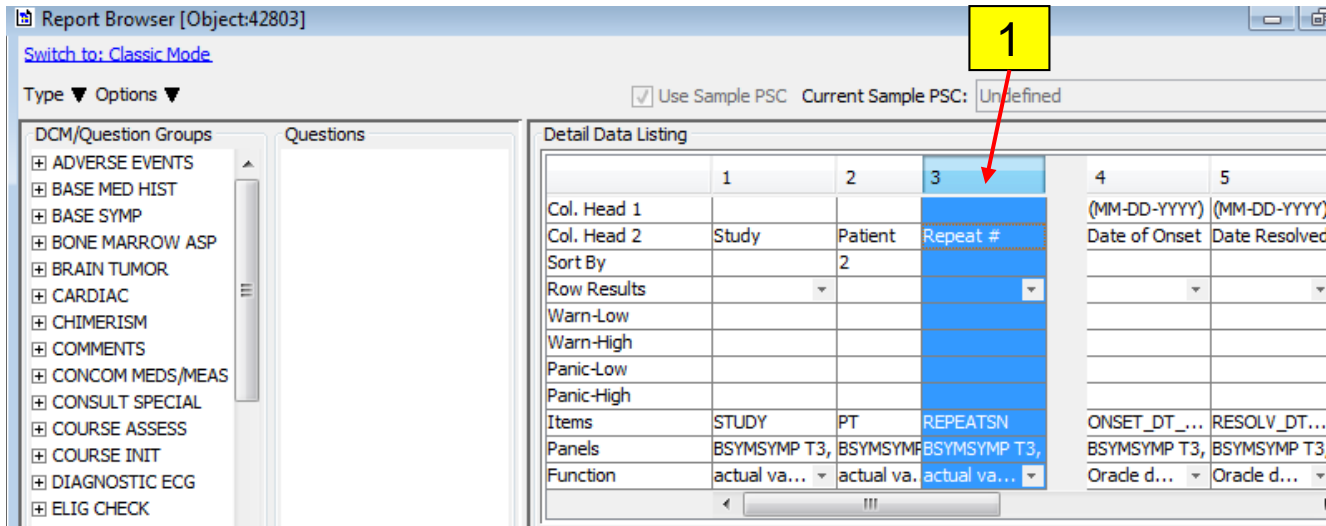 Report Browser [Object:42803]
1
Switch to: Classic Mode
Type ▼ Options ▼
Use Sample PSC Current Sample PSC: Undefined
DCM/Question Groups
ADVERSE EVENTS
BASE MED HIST
BASE SYMP
BONE MARROW ASP
BRAIN TUMOR
CARDIAC
CHIMERISM
COMMENTS
CONCOM MEDS/MEAS
CONSULT SPECIAL
COURSE ASSESS
COURSE INIT
DIAGNOSTIC ECG
ELIG CHECK
Questions
Detail Data Listing
1 2 3 4 5
Col. Head 1 (MM-DD-YYYY) (MM-DD-YYYY)
Col. Head 2 Study Patient Repeat # Date of Onset Date Resolved
Sort By 2
Row Results
Warn-Low
Warn-High
Panic-Low
Panic-High
Items STUDY PT REPEATSN ONSET_DT_... RESOLV_DT...
Panels BSYMSYMP T3, BSYMSYMP BSYMSYMP T3, BSYMSYMP T3, BSYMSYMP T3,
Function actual va... actual va. actual va... Oracle d... Oracle d...